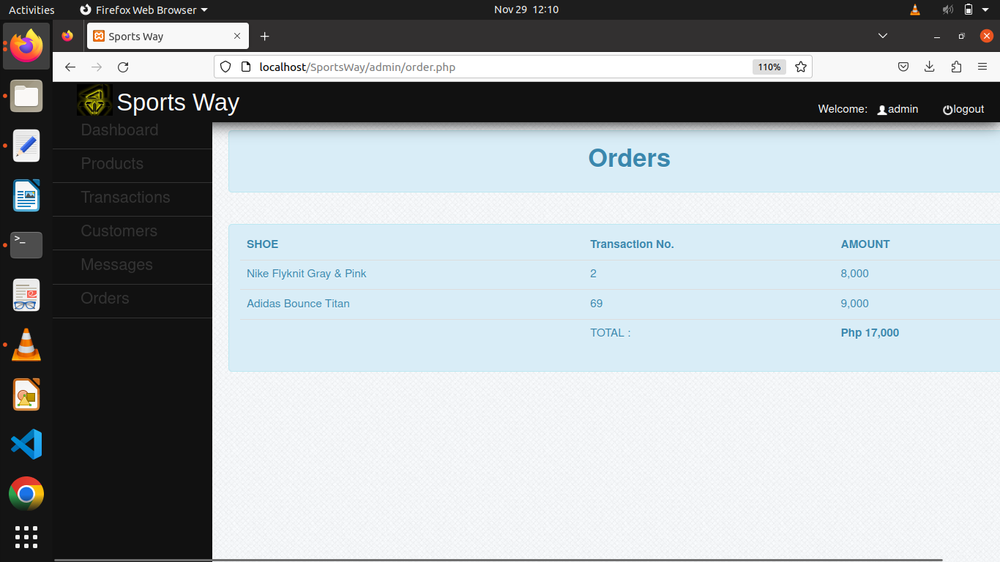 Activities Firefox Web Browser Nov 29 12:10
Sports Way
localhost/SportsWay/admin/order.php 110%
Sports Way
Welcome: admin logout
Dashboard
Products
Transactions
Customers
Messages
Orders
Orders
SHOE Transaction No. AMOUNT
Nike Flyknit Gray & Pink 2 8,000
Adidas Bounce Titan 69 9,000
TOTAL : Php 17,000